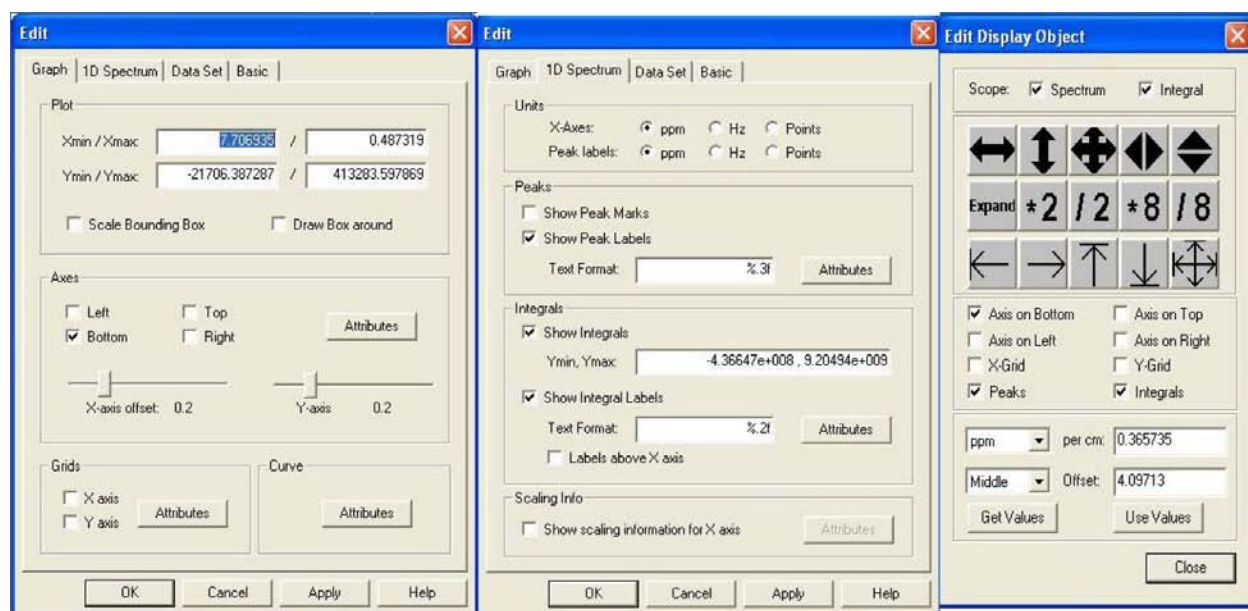 Edit
Graph 1D Spectrum Data Set Basic
Plot
Xmin / Xmax: 7.706935 / 0.487319
Ymin / Ymax: -21706.387287 / 413283.597869
Scale Bounding Box Draw Box around
Axes
Left Top
Bottom Right
Attributes
X-axis offset: 0.2 Y-axis 0.2
Grids
X axis
Y axis
Attributes
Curve
Attributes
OK Cancel Apply Help
Edit
Graph 1D Spectrum Data Set Basic
Units
X-Axes: ppm Hz Points
Peak labels: ppm Hz Points
Peaks
Show Peak Marks
Show Peak Labels
Text Format: %.3f Attributes
Integrals
Show Integrals
Ymin, Ymax: -4.36647e+008 , 9.20494e+009
Show Integral Labels
Text Format: %.2f Attributes
Labels above X axis
Scaling Info
Show scaling information for X axis Attributes
OK Cancel Apply Help
Edit Display Object
Scope: Spectrum Integral
Expand *2 /2 *8 /8
Axis on Bottom Axis on Top
Axis on Left Axis on Right
X-Grid Y-Grid
Peaks Integrals
ppm per cm: 0.365735
Middle Offset: 4.09713
Get Values Use Values
Close